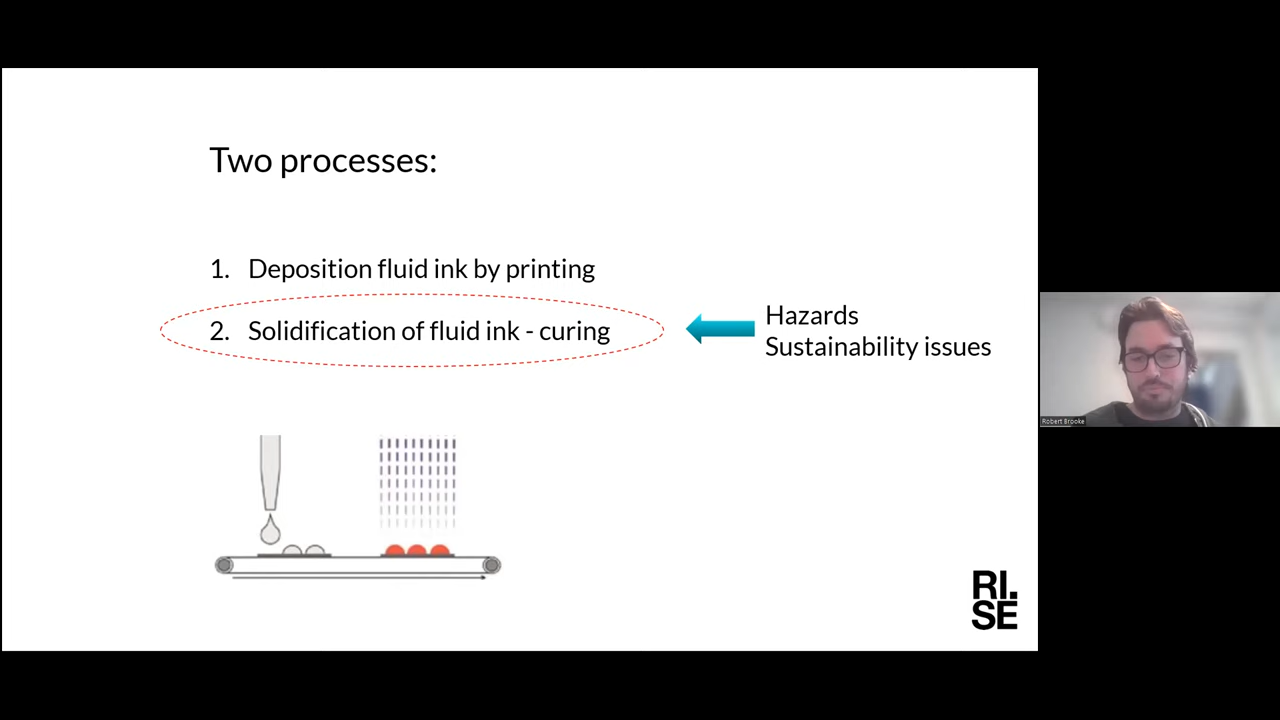 Two processes:
1. Deposition fluid ink by printing
2. Solidification of fluid ink - curing
Hazards
Sustainability issues
Robert Brooke
RI.
SE